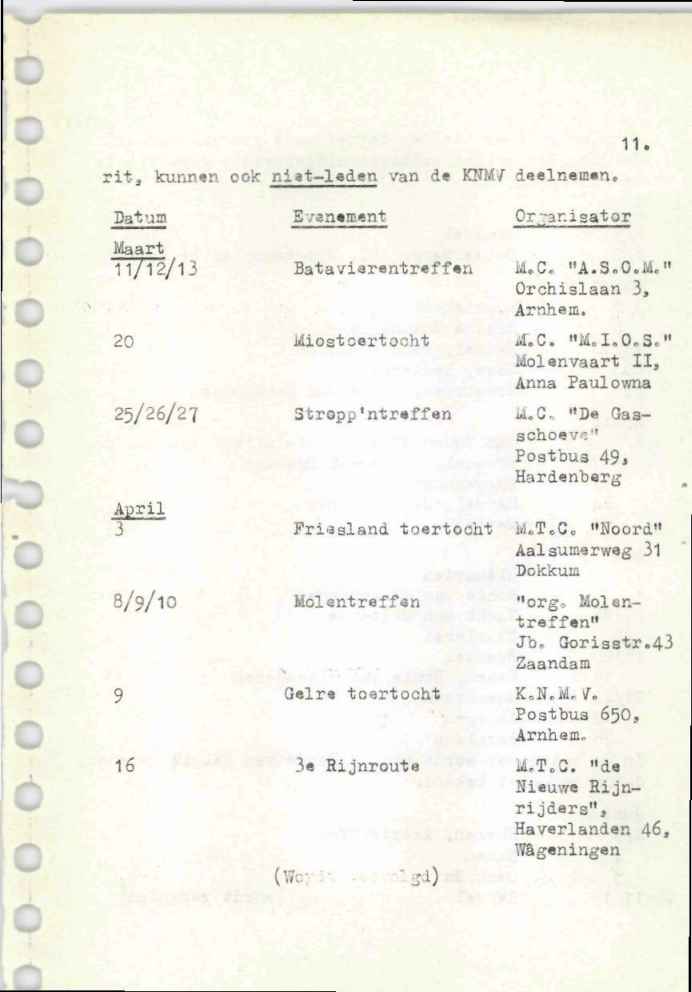 11.
rit, kunnen ook niet-leden van de KNMV deelnemen.
Datum Evenement Organisator
Maart
11/12/13 Batavierentreffen M.C. "A.S.O.M."
Orchislaan 3,
Arnhem.
20 Miostoertocht M.C. "M.I.O.S."
Molenvaart II,
Anna Paulowna
25/26/27 Stropp'ntreffen M.C. "De Gas-
schoeve"
Postbus 49,
Hardenberg
April
3 Friesland toertocht M.T.C. "Noord"
Aalsumerweg 31
Dokkum
8/9/10 Molentreffen "org. Molen-
treffen"
Jb. Gorisstr.43
Zaandam
9 Gelre toertocht K.N.M.V.
Postbus 650,
Arnhem.
16 3e Rijnroute M.T.C. "de
Nieuwe Rijn-
rijders",
Haverlanden 46,
Wageningen